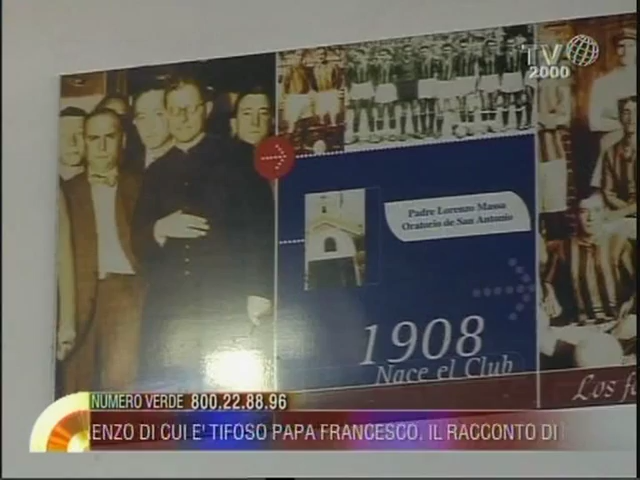 TV
2000
Padre Lorenzo Massa
Oratorio de San Antonio
1908
Nace el Club
Los
NUMERO VERDE 800.22.88.96
ENZO DI CUI E' TIFOSO PAPA FRANCESCO. IL RACCONTO DI